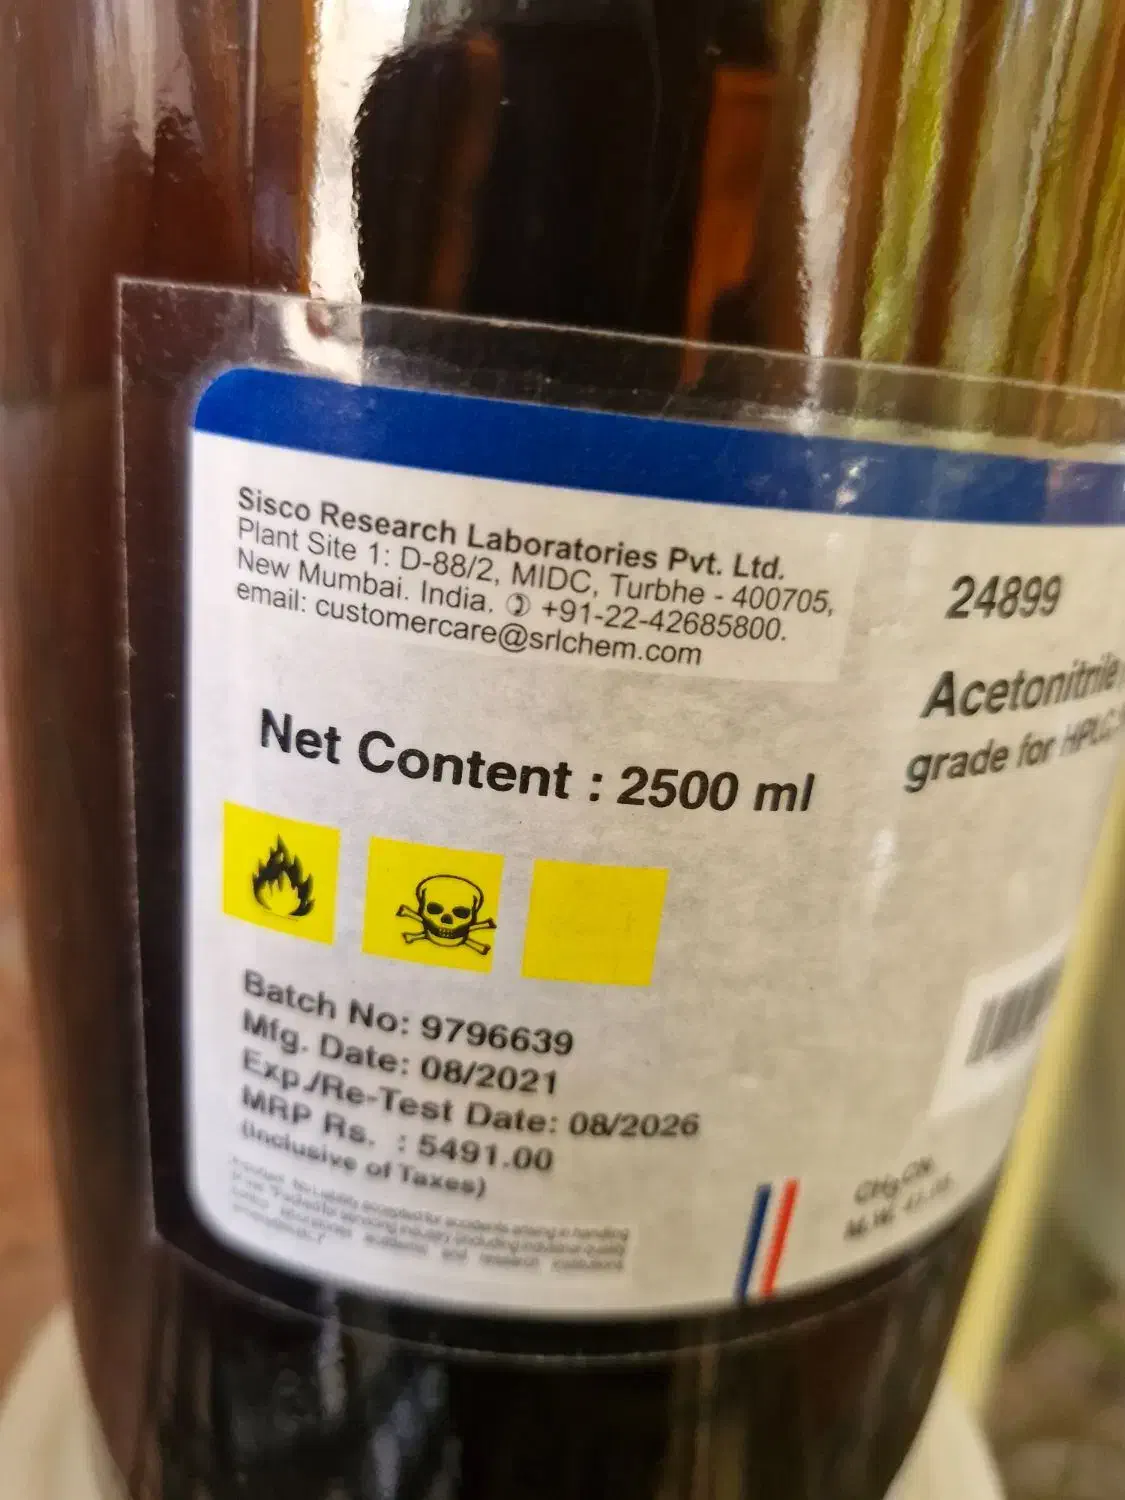 Sisco Research Laboratories Pvt. Ltd.
Plant Site 1: D-88/2, MIDC, Turbhe - 400705,
New Mumbai. India. ✆ +91-22-42685800.
email: customercare@srlchem.com
Net Content : 2500 ml
24899
Acetonitrile
grade for HPLC
Batch No: 9796639
Mfg. Date: 08/2021
Exp./Re-Test Date: 08/2026
MRP Rs. : 5491.00
(Inclusive of Taxes)
CH3CN
M.W.